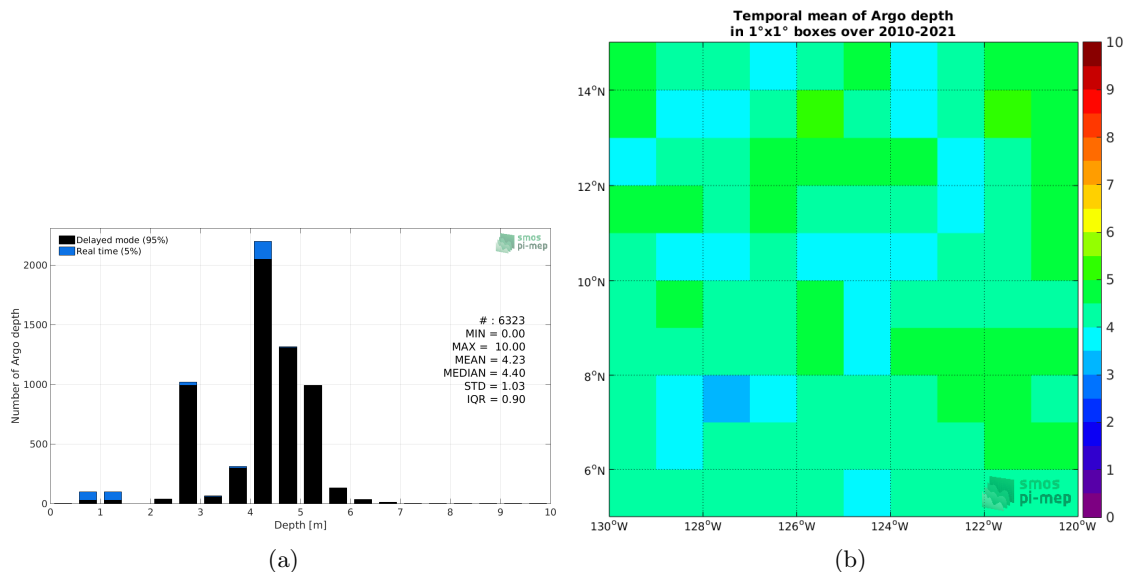 Delayed mode (95%)
Real time (5%)
smos
pi-mep
Number of Argo depth
2000
1500
1000
500
0
# : 6323
MIN = 0.00
MAX = 10.00
MEAN = 4.23
MEDIAN = 4.40
STD = 1.03
IQR = 0.90
0 1 2 3 4 5 6 7 8 9 10
Depth [m]
(a)
Temporal mean of Argo depth
in 1°x1° boxes over 2010-2021
14°N
12°N
10°N
8°N
6°N
130°W 128°W 126°W 124°W 122°W 120°W
smos
pi-mep
10
9
8
7
6
5
4
3
2
1
0
(b)